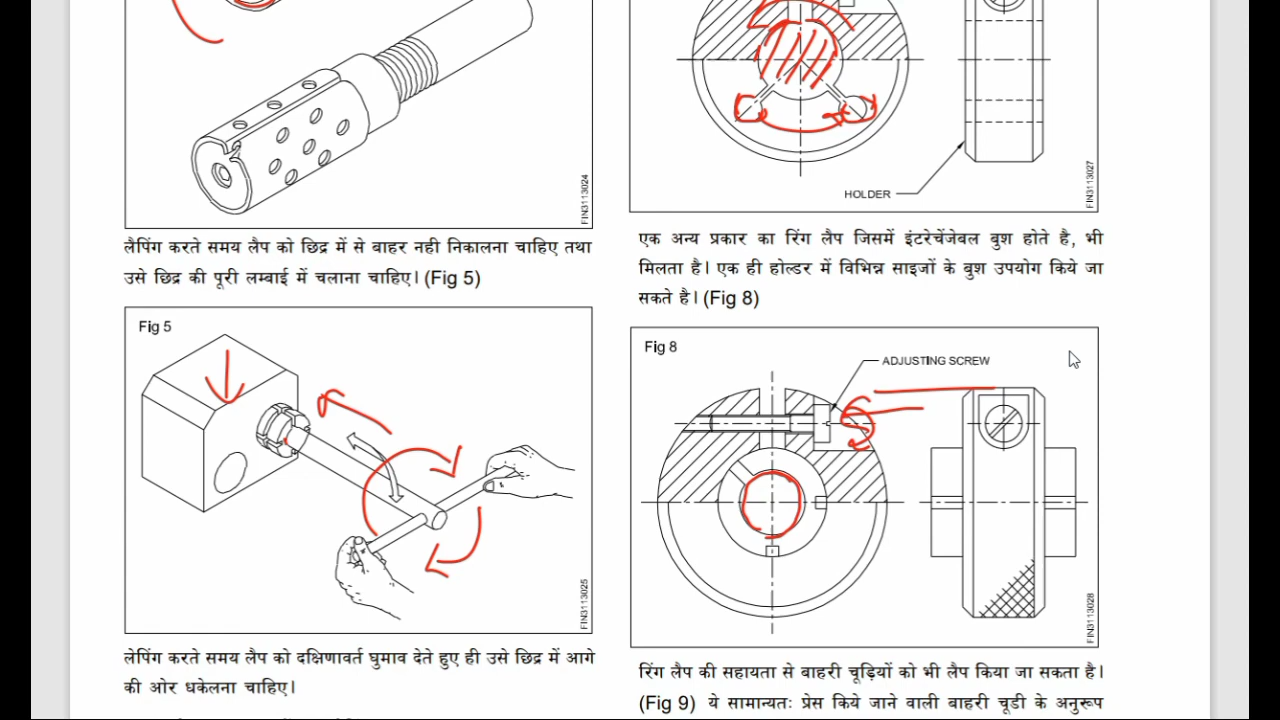 FIN3113024
लैपिंग करते समय लैप को छिद्र में से बाहर नही निकालना चाहिए तथा
उसे छिद्र की पूरी लम्बाई में चलाना चाहिए। (Fig 5)
Fig 5
FIN3113025
लेपिंग करते समय लैप को दक्षिणावर्त घुमाव देते हुए ही उसे छिद्र में आगे
की ओर धकेलना चाहिए।
HOLDER
FIN3113027
एक अन्य प्रकार का रिंग लैप जिसमें इंटरेचेंजेबल बुश होते है, भी
मिलता है। एक ही होल्डर में विभिन्न साइजों के बुश उपयोग किये जा
सकते है। (Fig 8)
Fig 8
ADJUSTING SCREW
FIN3113028
रिंग लैप की सहायता से बाहरी चूड़ियों को भी लैप किया जा सकता है।
(Fig 9) ये सामान्यतः प्रेस किये जाने वाली बाहरी चूडी के अनुरूप